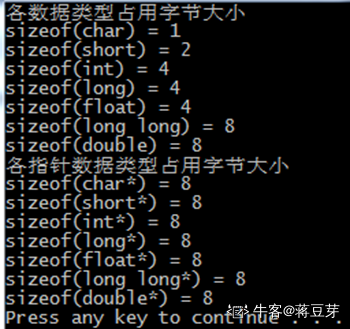 各数据类型占用字节大小
sizeof(char) = 1
sizeof(short) = 2
sizeof(int) = 4
sizeof(long) = 4
sizeof(float) = 4
sizeof(long long) = 8
sizeof(double) = 8
各指针数据类型占用字节大小
sizeof(char*) = 8
sizeof(short*) = 8
sizeof(int*) = 8
sizeof(long*) = 8
sizeof(float*) = 8
sizeof(long long*) = 8
sizeof(double*) = 8
牛客@蒋豆芽
Press any key to continue . . .